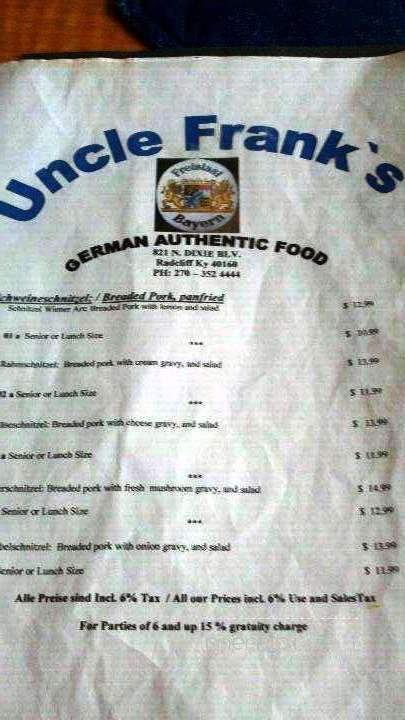 Uncle Frank`s
Freistaat
Bayern
GERMAN AUTHENTIC FOOD
821 N. DIXIE BLV.
Radcliff Ky 40160
PH: 270 – 352 4444
chweineschnitzel: / Breaded Pork, panfried
Schnitzel Wiener Art: Breaded Pork with lemon and salad $ 12.99
#1 a Senior or Lunch Size $ 10.99
***
Rahmschnitzel: Breaded pork with cream gravy, and salad $ 13.99
#2 a Senior or Lunch Size $ 11.99
***
seschnitzel: Breaded pork with cheese gravy, and salad $ 13.99
a Senior or Lunch Size $ 11.99
***
erschnitzel: Breaded pork with fresh mushroom gravy, and salad $ 14.99
Senior or Lunch Size $ 12.99
***
belschnitzel: Breaded pork with onion gravy, and salad $ 13.99
enior or Lunch Size $ 11.99
Alle Preise sind Incl. 6% Tax / All our Prices incl. 6% Use and SalesTax
For Parties of 6 and up 15 % gratuity charge